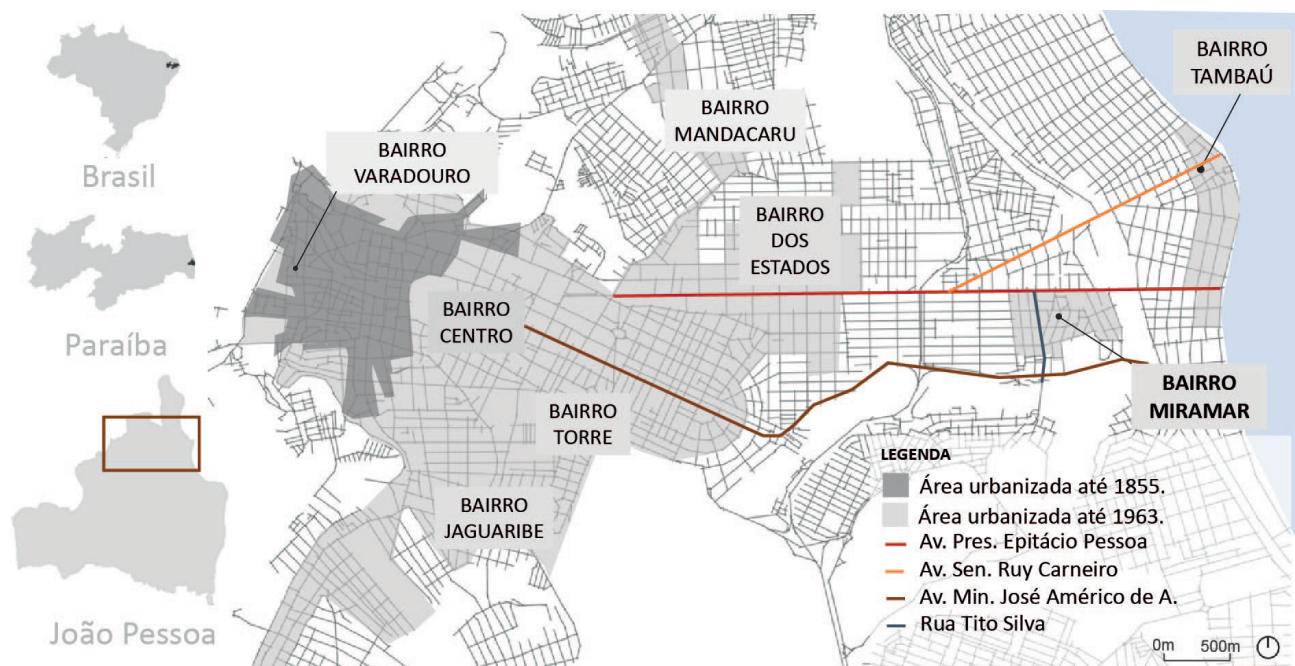 Brasil
Paraíba
João Pessoa
BAIRRO
VARADOURO
BAIRRO
MANDACARU
BAIRRO
TAMBAÚ
BAIRRO
DOS
ESTADOS
BAIRRO
CENTRO
BAIRRO
TORRE
BAIRRO
JAGUARIBE
BAIRRO
MIRAMAR
LEGENDA
Área urbanizada até 1855.
Área urbanizada até 1963.
Av. Pres. Epitácio Pessoa
Av. Sen. Ruy Carneiro
Av. Min. José Américo de A.
Rua Tito Silva
0m 500m